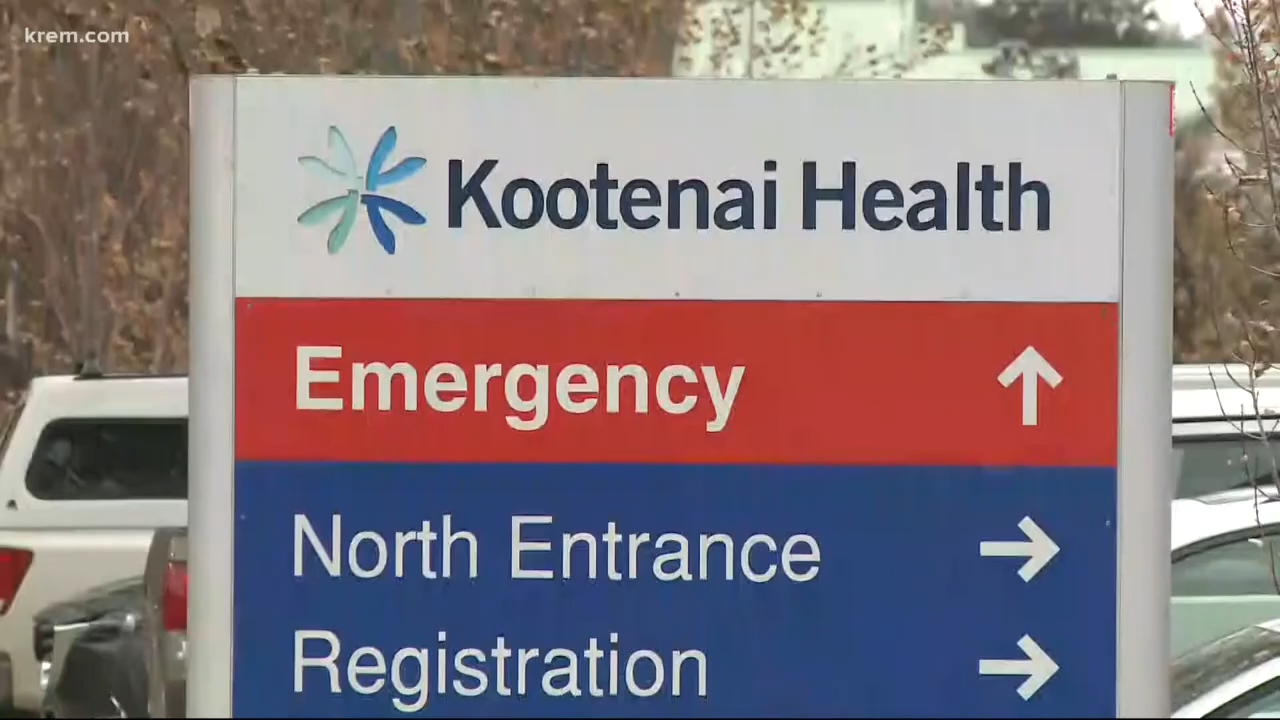 krem.com
Kootenai Health
Emergency ↑
North Entrance →
Registration →